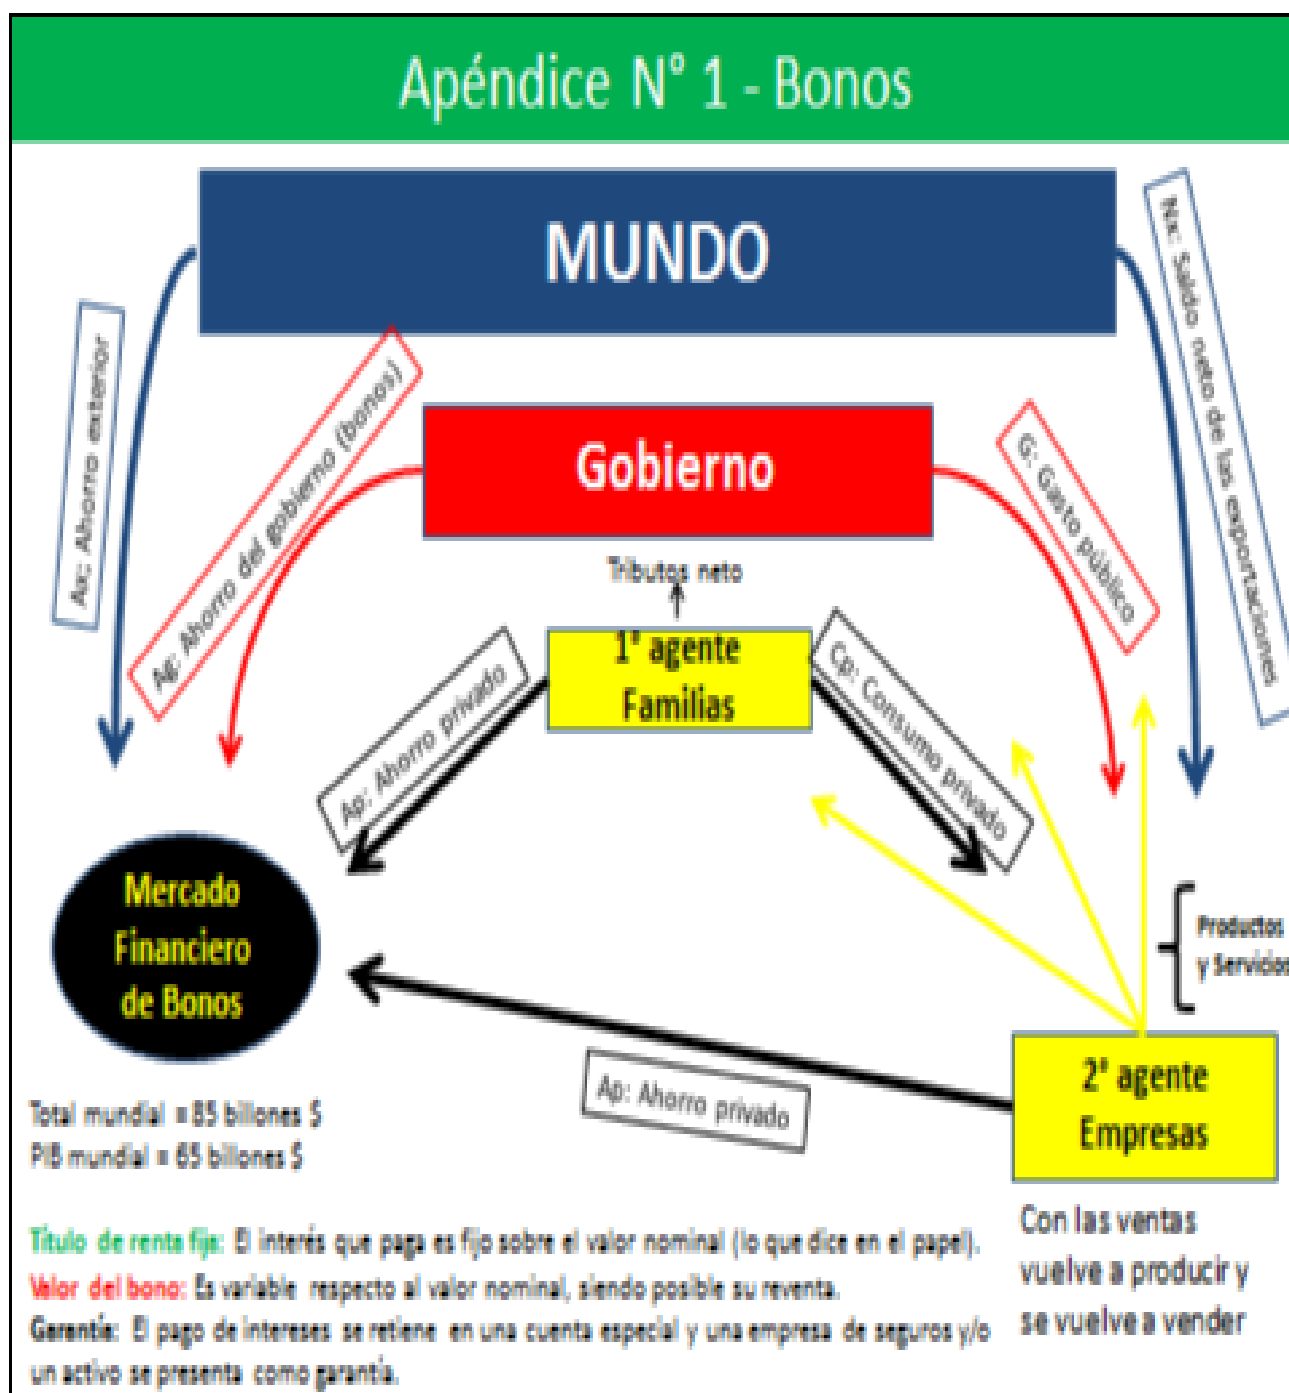 Apéndice N° 1 - Bonos
MUNDO
Ax: Ahorro exterior
Ag: Ahorro del gobierno (bonos)
Gobierno
G: Gasto público
Nx: Saldo neto de las exportaciones
Tributos neto
1° agente
Familias
Ap: Ahorro privado
Cp: Consumo privado
Mercado
Financiero
de Bonos
Productos
y Servicios
Ap: Ahorro privado
2° agente
Empresas
Total mundial = 85 billones $
PIB mundial = 65 billones $
Con las ventas
vuelve a producir y
se vuelve a vender
Título de renta fija: El interés que paga es fijo sobre el valor nominal (lo que dice en el papel).
Valor del bono: Es variable respecto al valor nominal, siendo posible su reventa.
Garantía: El pago de intereses se retiene en una cuenta especial y una empresa de seguros y/o
un activo se presenta como garantía.